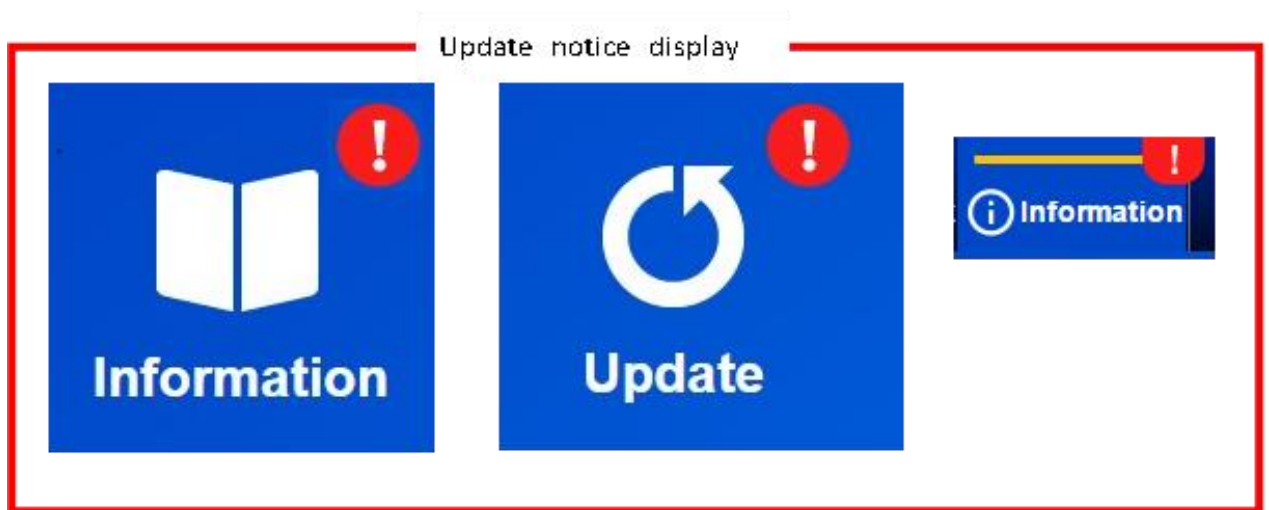 Update notice display
!
!
!
Information
Information
Update